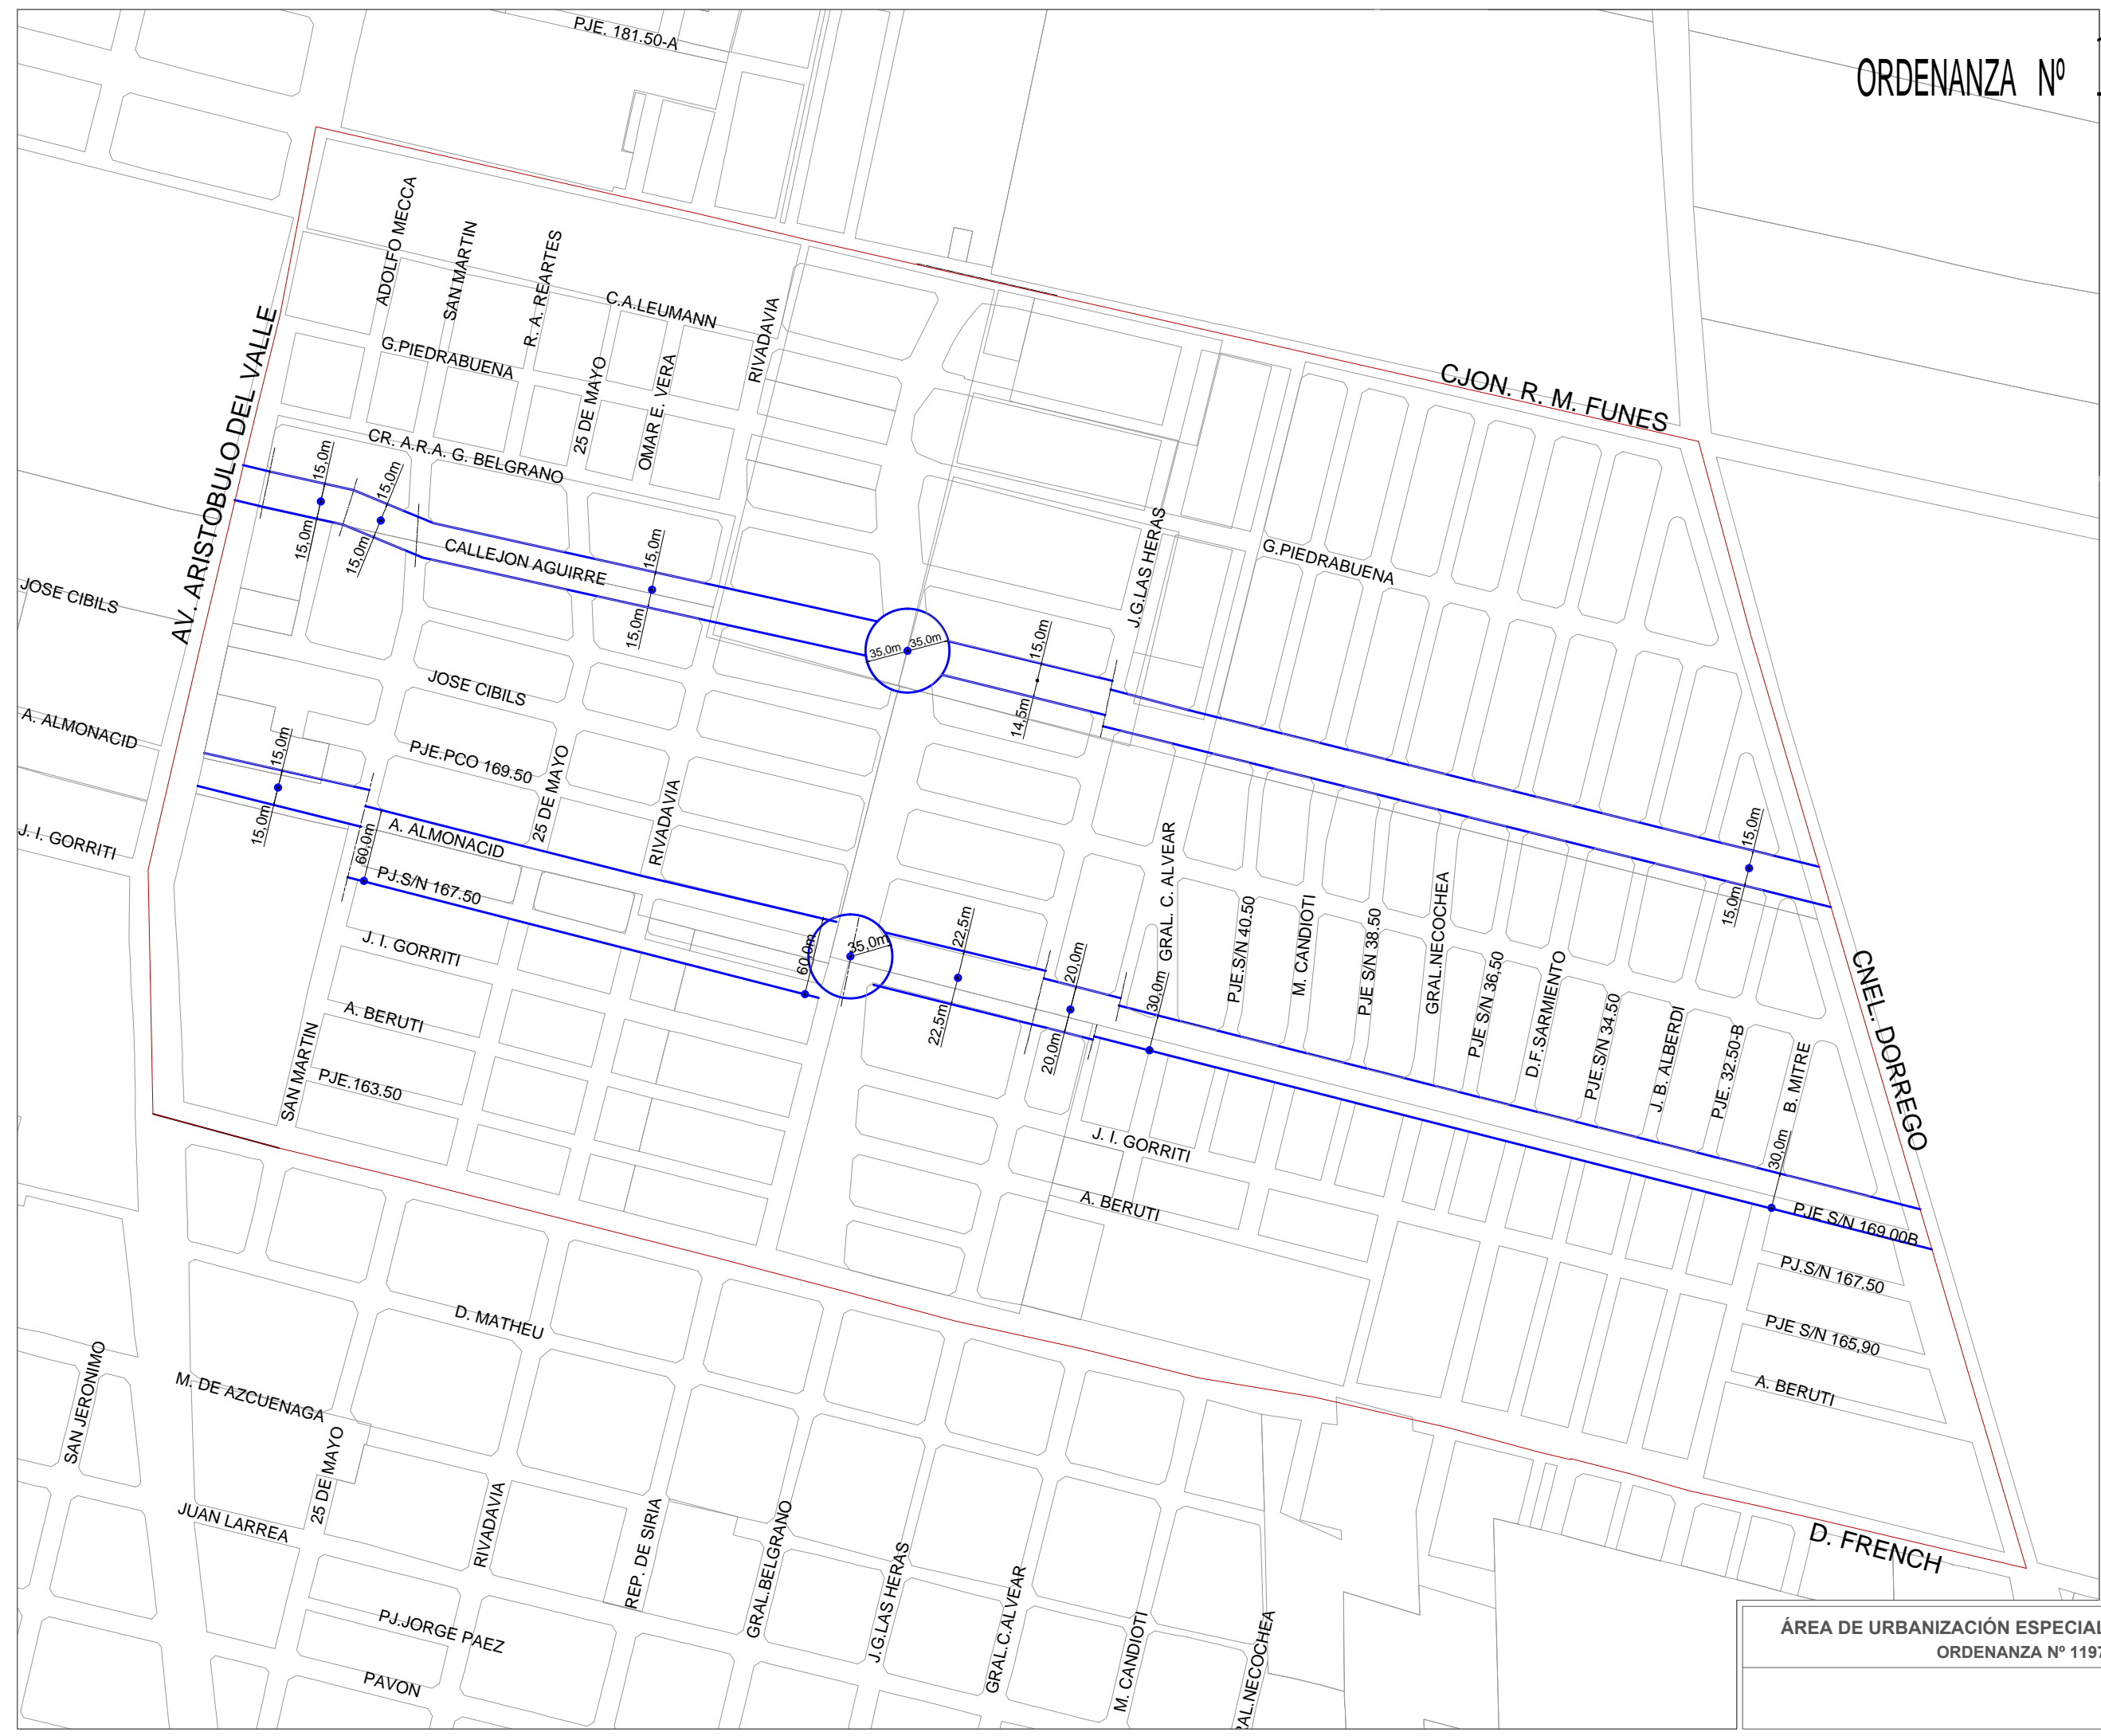 PJE. 181.50-A
ORDENANZA Nº
ADOLFO MECCA
SAN MARTIN
R. A. REARTES
C.A.LEUMANN
RIVADAVIA
G.PIEDRABUENA
25 DE MAYO
OMAR E. VERA
AV. ARISTOBULO DEL VALLE
CJON. R. M. FUNES
CR. A.R.A. G. BELGRANO
15,0m
15,0m
15,0m
15,0m
CALLEJON AGUIRRE
15,0m
15,0m
J.G.LAS HERAS
G.PIEDRABUENA
JOSE CIBILS
35,0m
35,0m
15,0m
14,5m
JOSE CIBILS
A. ALMONACID
15,0m
15,0m
PJE.PCO 169.50
25 DE MAYO
RIVADAVIA
J. I. GORRITI
60,0m
A. ALMONACID
PJ.S/N 167.50
15,0m
15,0m
GRAL. C. ALVEAR
J. I. GORRITI
60,0m
35,0m
22,5m
22,5m
20,0m
20,0m
30,0m
PJE.S/N 40.50
M. CANDIOTI
PJE S/N 38.50
GRAL.NECOCHEA
PJE S/N 36,50
D.F.SARMIENTO
PJE.S/N 34.50
J. B. ALBERDI
PJE. 32.50-B
B. MITRE
CNEL. DORREGO
A. BERUTI
SAN MARTIN
PJE.163.50
J. I. GORRITI
A. BERUTI
30,0m
PJE S/N 169.00B
PJ.S/N 167.50
PJE S/N 165,90
A. BERUTI
D. MATHEU
SAN JERONIMO
M. DE AZCUENAGA
25 DE MAYO
JUAN LARREA
RIVADAVIA
REP. DE SIRIA
GRAL.BELGRANO
J.G.LAS HERAS
GRAL.C.ALVEAR
M. CANDIOTI
AL.NECOCHEA
D. FRENCH
PJ.JORGE PAEZ
PAVON
ÁREA DE URBANIZACIÓN ESPECIAL
ORDENANZA Nº 1197